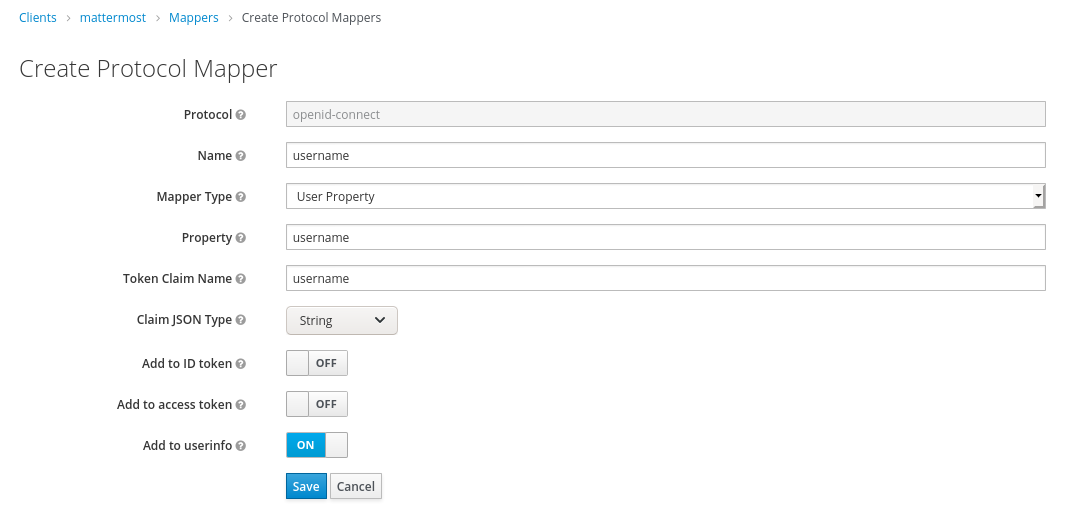 Clients > mattermost > Mappers > Create Protocol Mappers
Create Protocol Mapper
Protocol openid-connect
Name username
Mapper Type User Property
Property username
Token Claim Name username
Claim JSON Type String
Add to ID token OFF
Add to access token OFF
Add to userinfo ON
Save Cancel